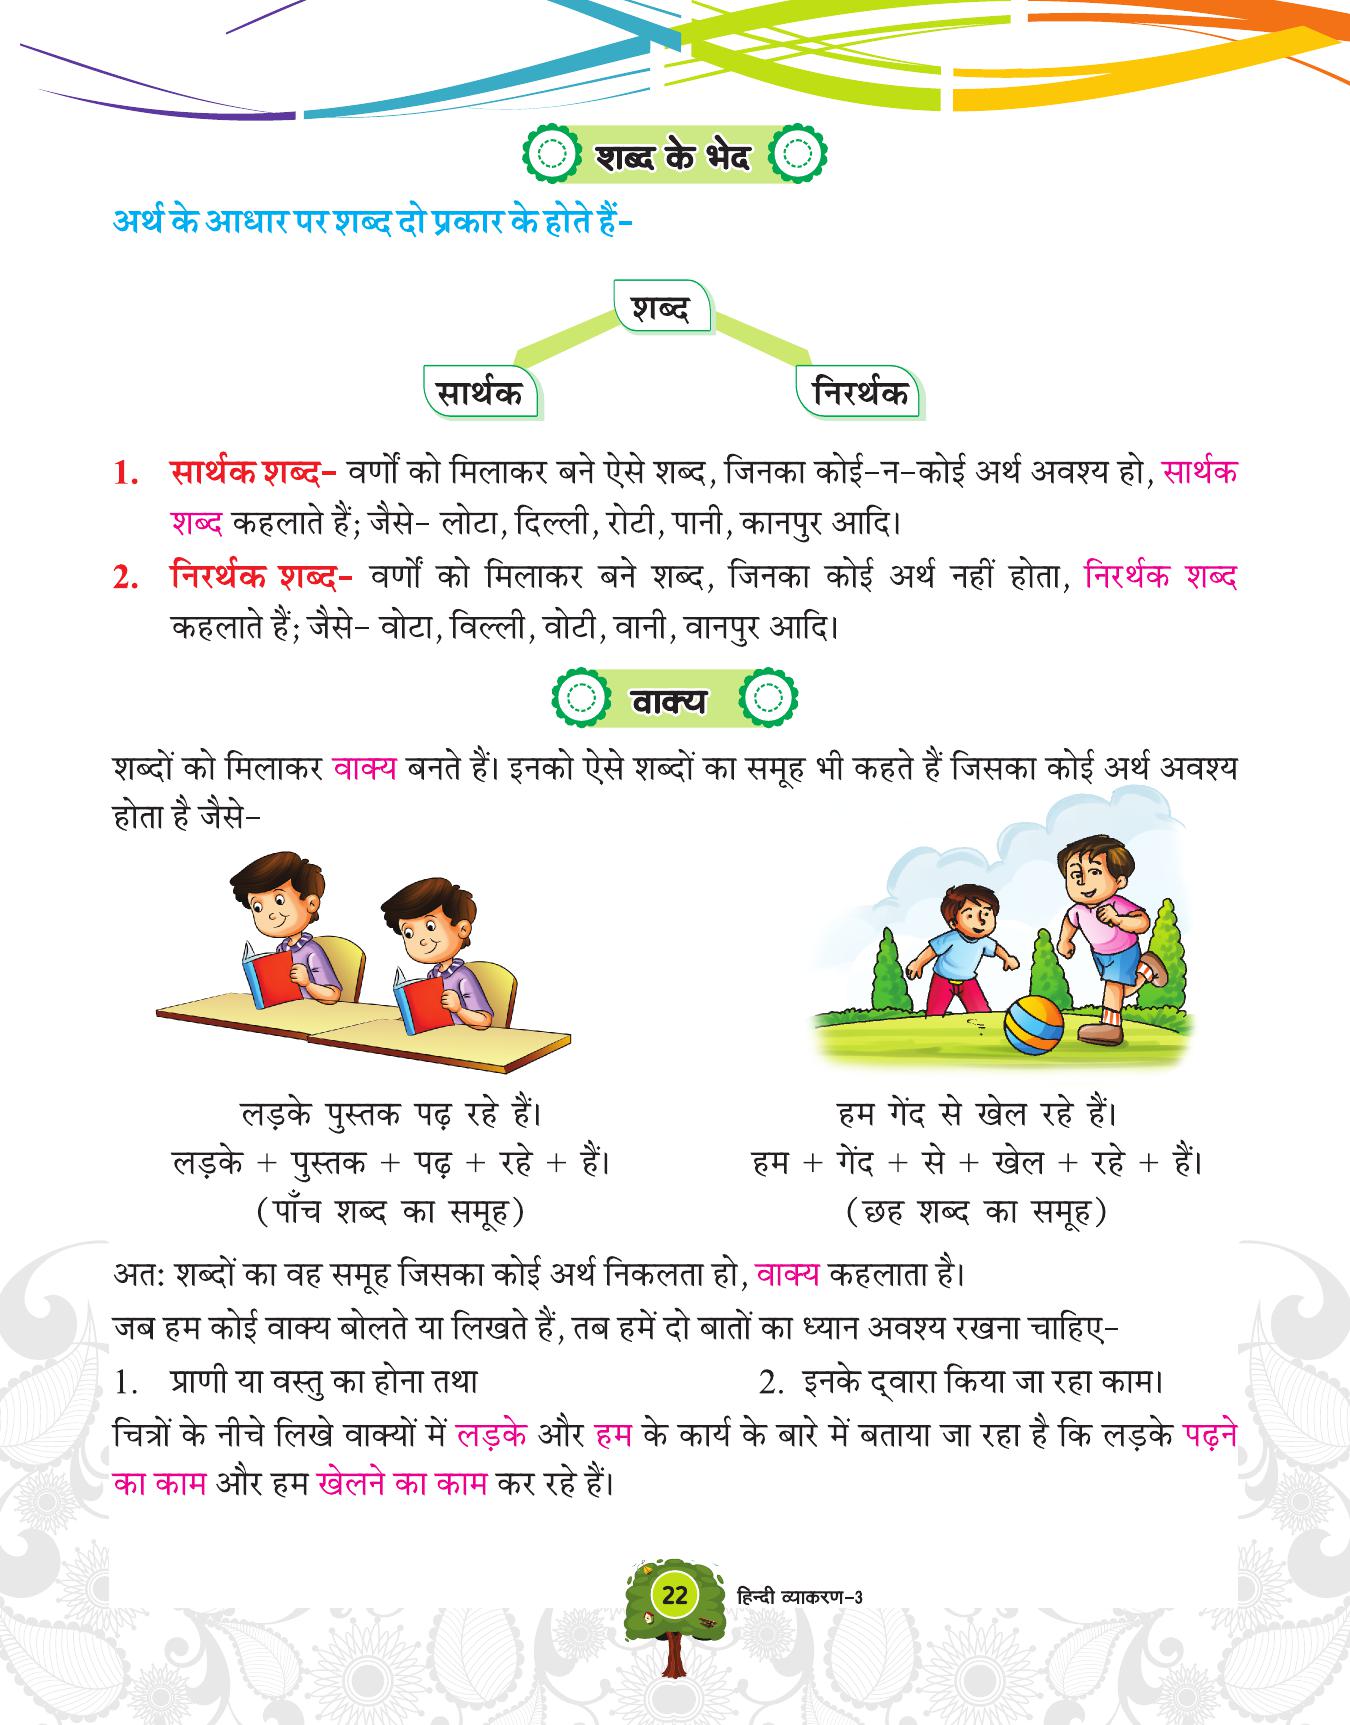 शब्द के भेद
अर्थ के आधार पर शब्द दो प्रकार के होते हैं-
शब्द
सार्थक
निरर्थक
1. सार्थक शब्द- वर्णों को मिलाकर बने ऐसे शब्द, जिनका कोई-न-कोई अर्थ अवश्य हो, सार्थक
शब्द कहलाते हैं; जैसे- लोटा, दिल्ली, रोटी, पानी, कानपुर आदि।
2. निरर्थक शब्द- वर्णों को मिलाकर बने शब्द, जिनका कोई अर्थ नहीं होता, निरर्थक शब्द
कहलाते हैं; जैसे- वोटा, विल्ली, वोटी, वानी, वानपुर आदि।
वाक्य
शब्दों को मिलाकर वाक्य बनते हैं। इनको ऐसे शब्दों का समूह भी कहते हैं जिसका कोई अर्थ अवश्य
होता है जैसे-
लड़के पुस्तक पढ़ रहे हैं।
लड़के + पुस्तक + पढ़ + रहे + हैं।
(पाँच शब्द का समूह)
हम गेंद से खेल रहे हैं।
हम + गेंद + से + खेल + रहे + हैं।
(छह शब्द का समूह)
अत: शब्दों का वह समूह जिसका कोई अर्थ निकलता हो, वाक्य कहलाता है।
जब हम कोई वाक्य बोलते या लिखते हैं, तब हमें दो बातों का ध्यान अवश्य रखना चाहिए-
1. प्राणी या वस्तु का होना तथा
2. इनके द्‌वारा किया जा रहा काम।
चित्रों के नीचे लिखे वाक्यों में लड़के और हम के कार्य के बारे में बताया जा रहा है कि लड़के पढ़ने
का काम और हम खेलने का काम कर रहे हैं।
22
हिन्दी व्याकरण-3